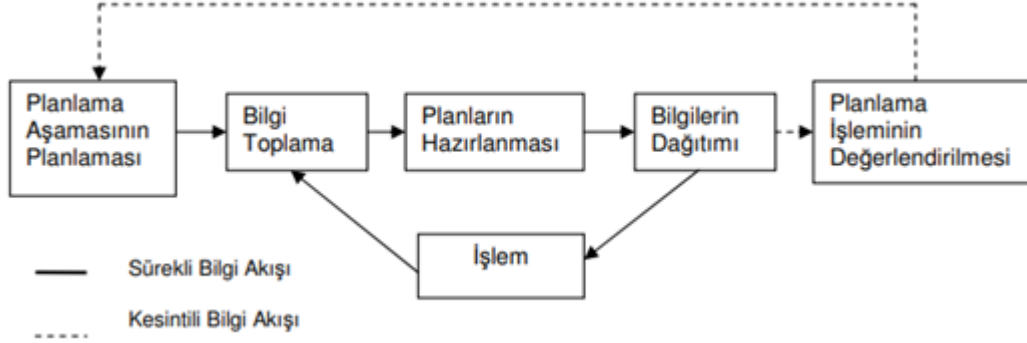 Planlama
Aşamasının
Planlaması
Bilgi
Toplama
Planların
Hazırlanması
Bilgilerin
Dağıtımı
Planlama
İşleminin
Değerlendirilmesi
İşlem
Sürekli Bilgi Akışı
Kesintili Bilgi Akışı